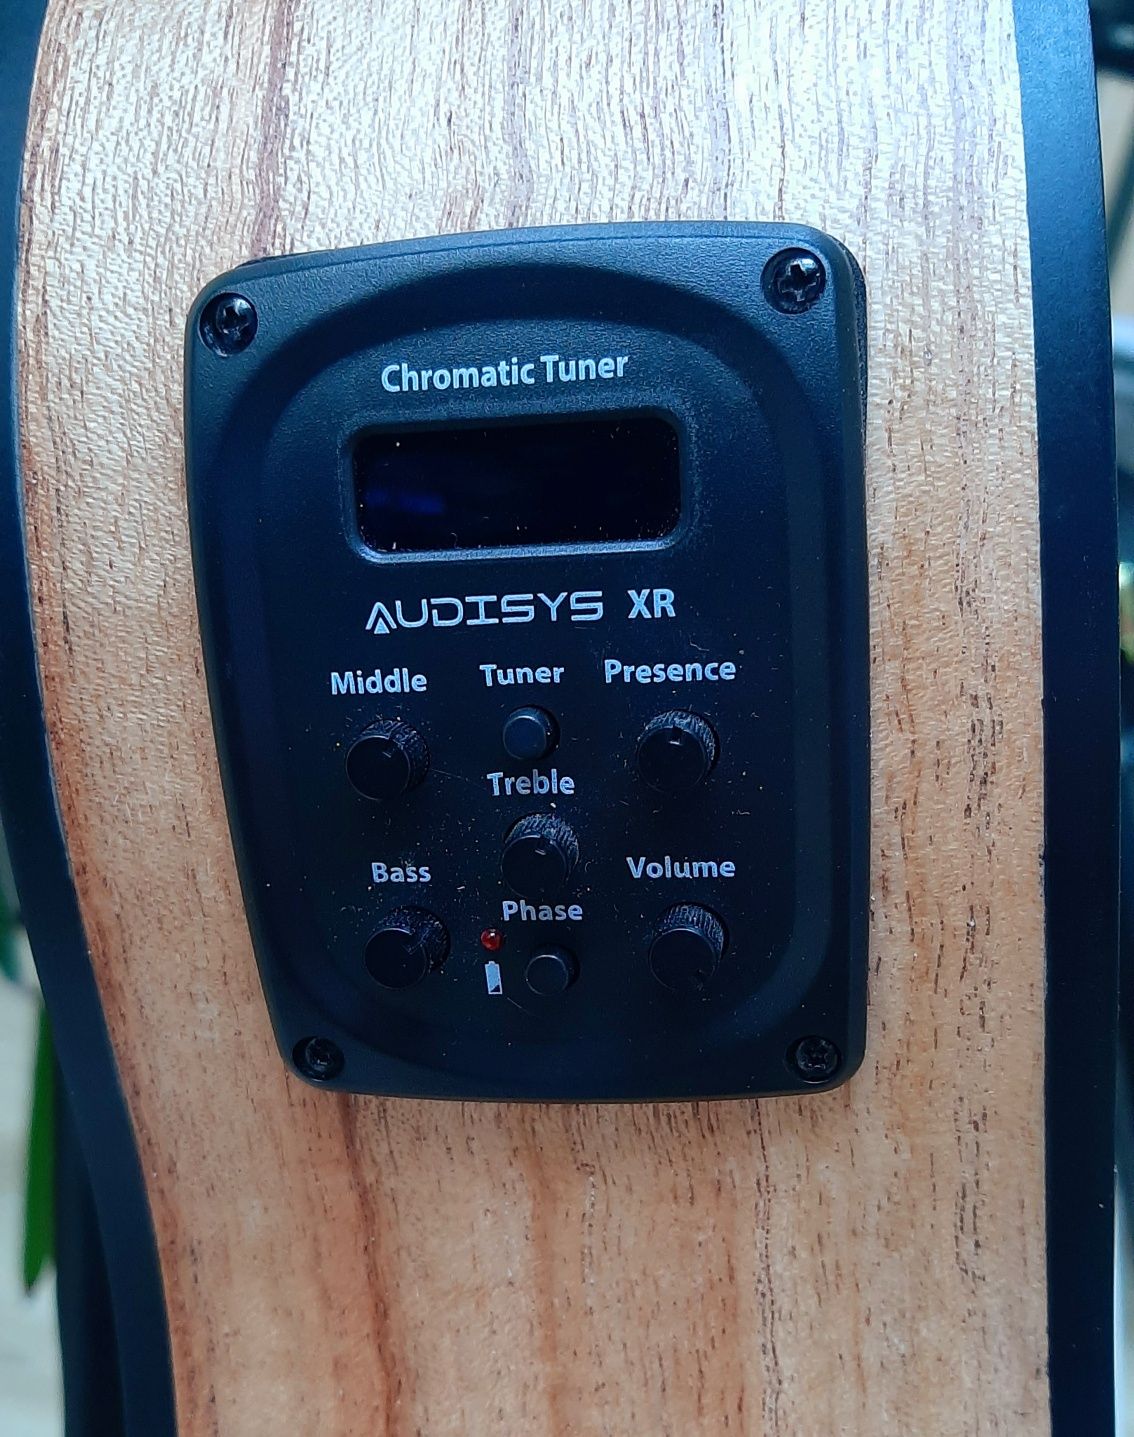 Chromatic Tuner
AUDISYS XR
Middle Tuner Presence
Treble
Bass Volume
Phase